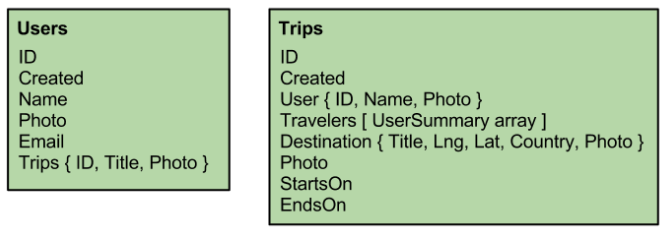 Users
ID
Created
Name
Photo
Email
Trips { ID, Title, Photo }
Trips
ID
Created
User { ID, Name, Photo }
Travelers [ UserSummary array ]
Destination { Title, Lng, Lat, Country, Photo }
Photo
StartsOn
EndsOn